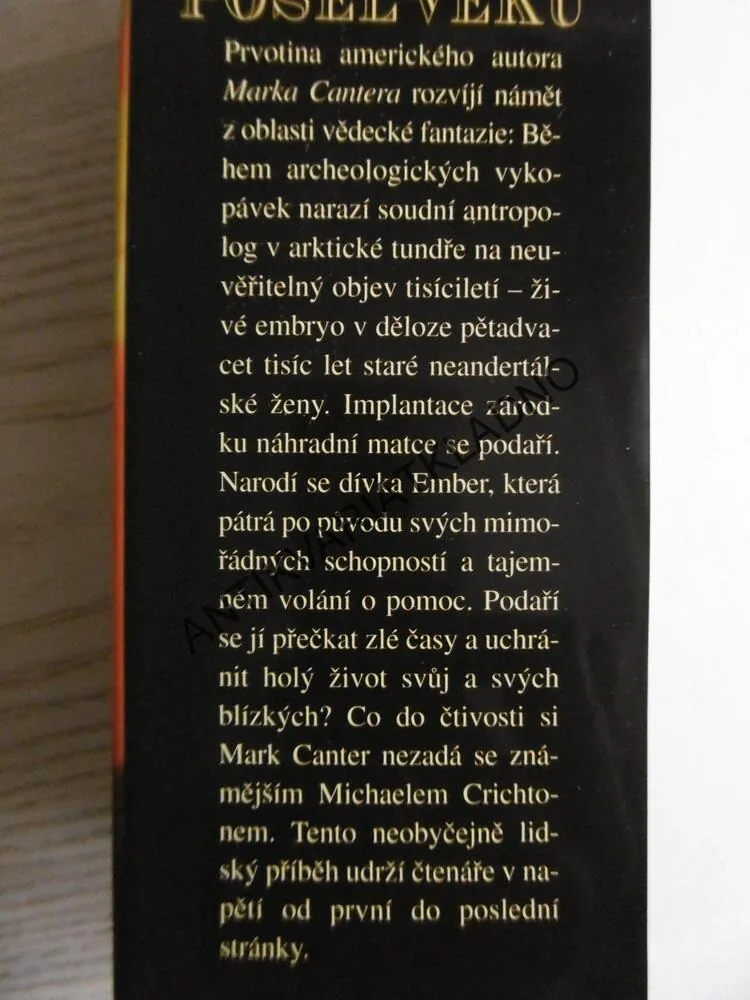 POSEL VĚKŮ
Prvotina amerického autora
Marka Cantera rozvíjí námět
z oblasti vědecké fantazie: Bě-
hem archeologických vyko-
pávek narazí soudní antropo-
log v arktické tundře na neu-
věřitelný objev tisíciletí – ži-
vé embryo v děloze pětadva-
cet tisíc let staré neandertál-
ské ženy. Implantace zárod-
ku náhradní matce se podaří.
Narodí se dívka Ember, která
pátrá po původu svých mimo-
řádných schopností a tajem-
ném volání o pomoc. Podaří
se jí přečkat zlé časy a uchrá-
nit holý život svůj a svých
blízkých? Co do čtivosti si
Mark Canter nezadá se zná-
mějším Michaelem Crichto-
nem. Tento neobyčejně lid-
ský příběh udrží čtenáře v na-
pětí od první do poslední
stránky.
ANTIKVARIATKLADNO